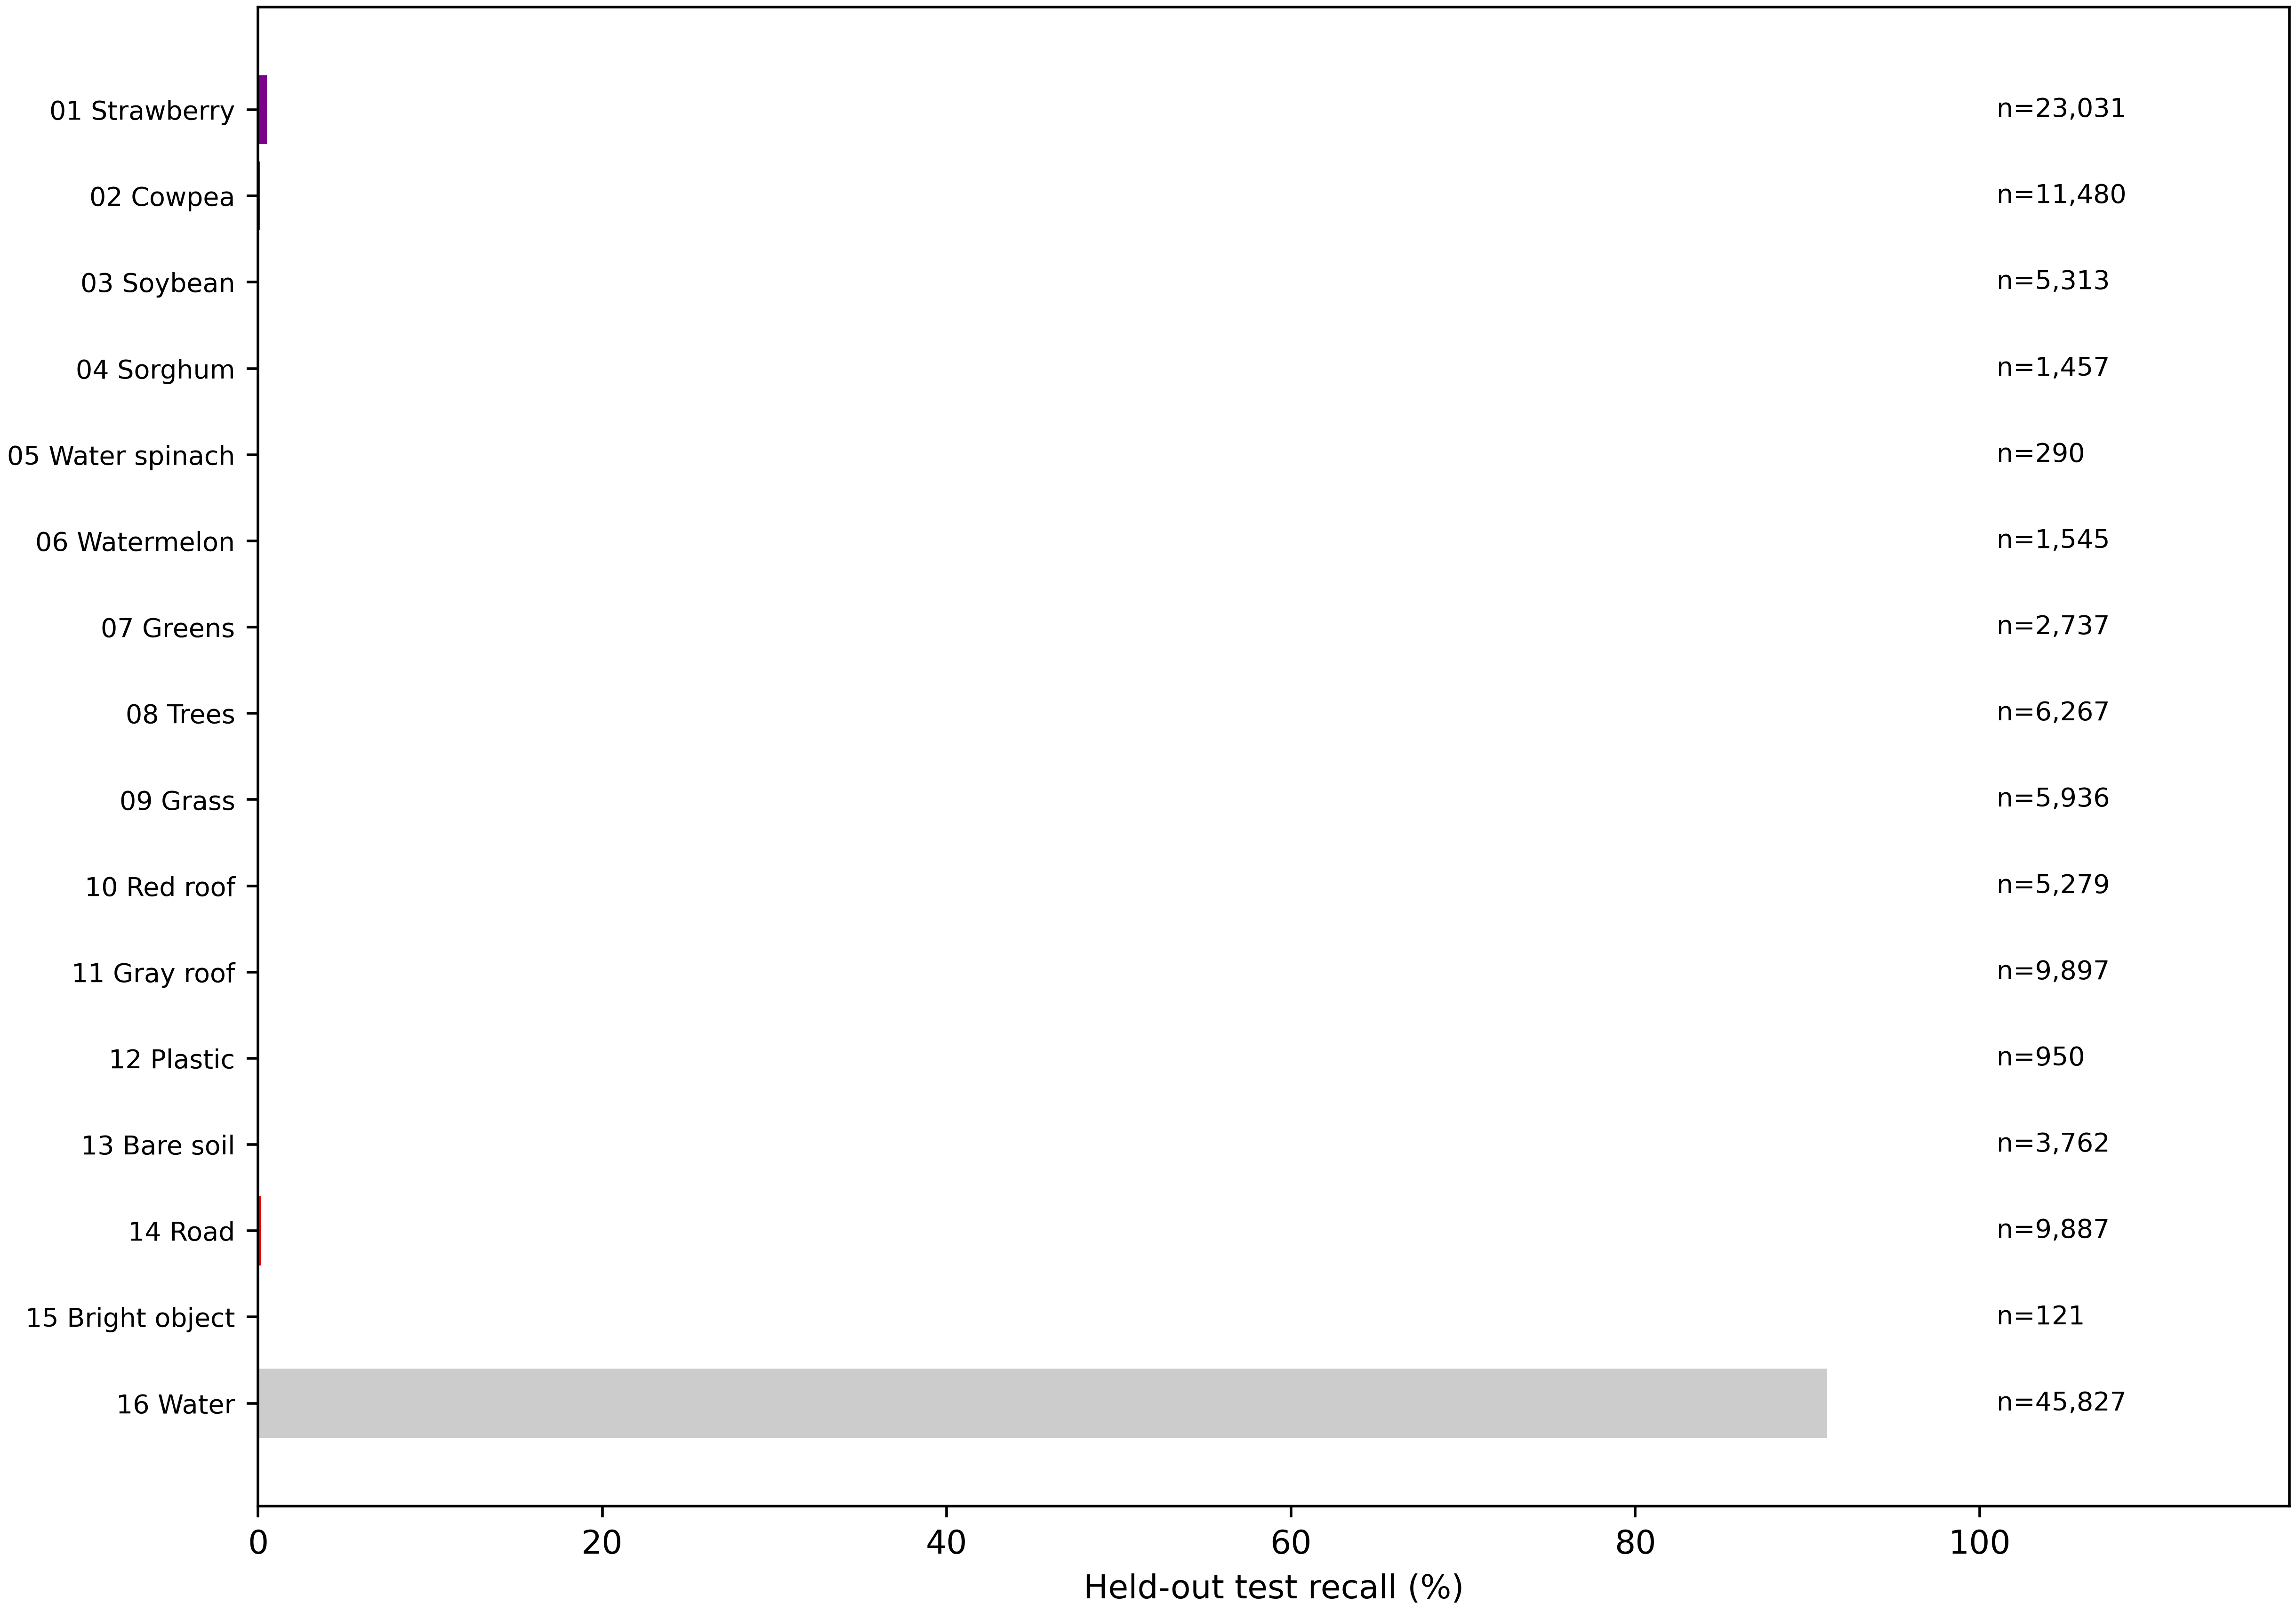 01 Strawberry n=23,031
02 Cowpea n=11,480
03 Soybean n=5,313
04 Sorghum n=1,457
05 Water spinach n=290
06 Watermelon n=1,545
07 Greens n=2,737
08 Trees n=6,267
09 Grass n=5,936
10 Red roof n=5,279
11 Gray roof n=9,897
12 Plastic n=950
13 Bare soil n=3,762
14 Road n=9,887
15 Bright object n=121
16 Water n=45,827
0 20 40 60 80 100
Held-out test recall (%)